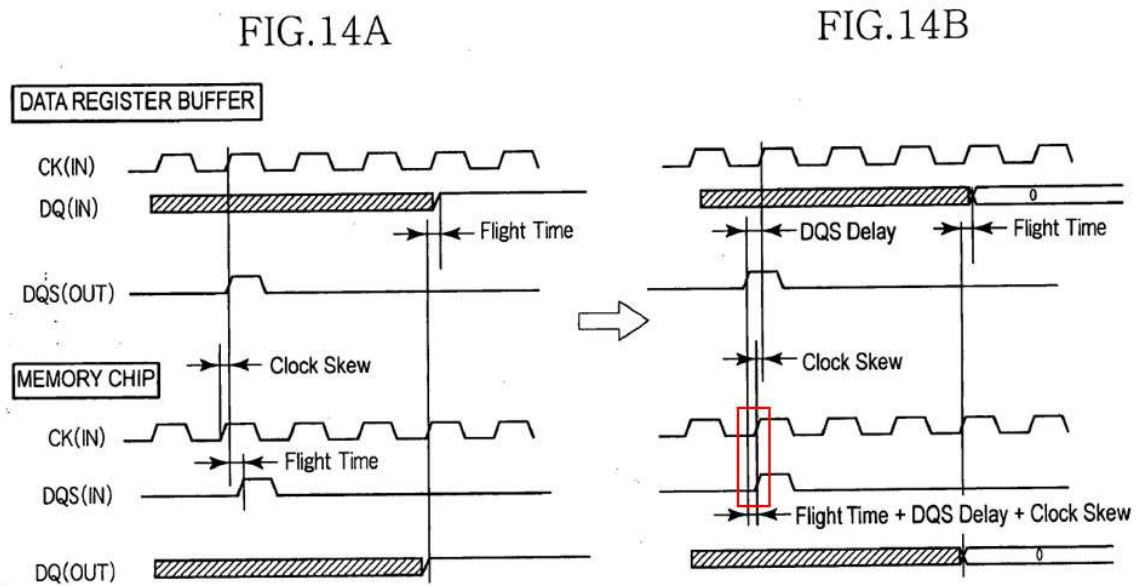 FIG.14A
FIG.14B
DATA REGISTER BUFFER
CK(IN)
DQ(IN)
Flight Time
DQS Delay
Flight Time
DQS(OUT)
Clock Skew
Clock Skew
MEMORY CHIP
CK(IN)
Flight Time
DQS(IN)
Flight Time + DQS Delay + Clock Skew
DQ(OUT)
0
0